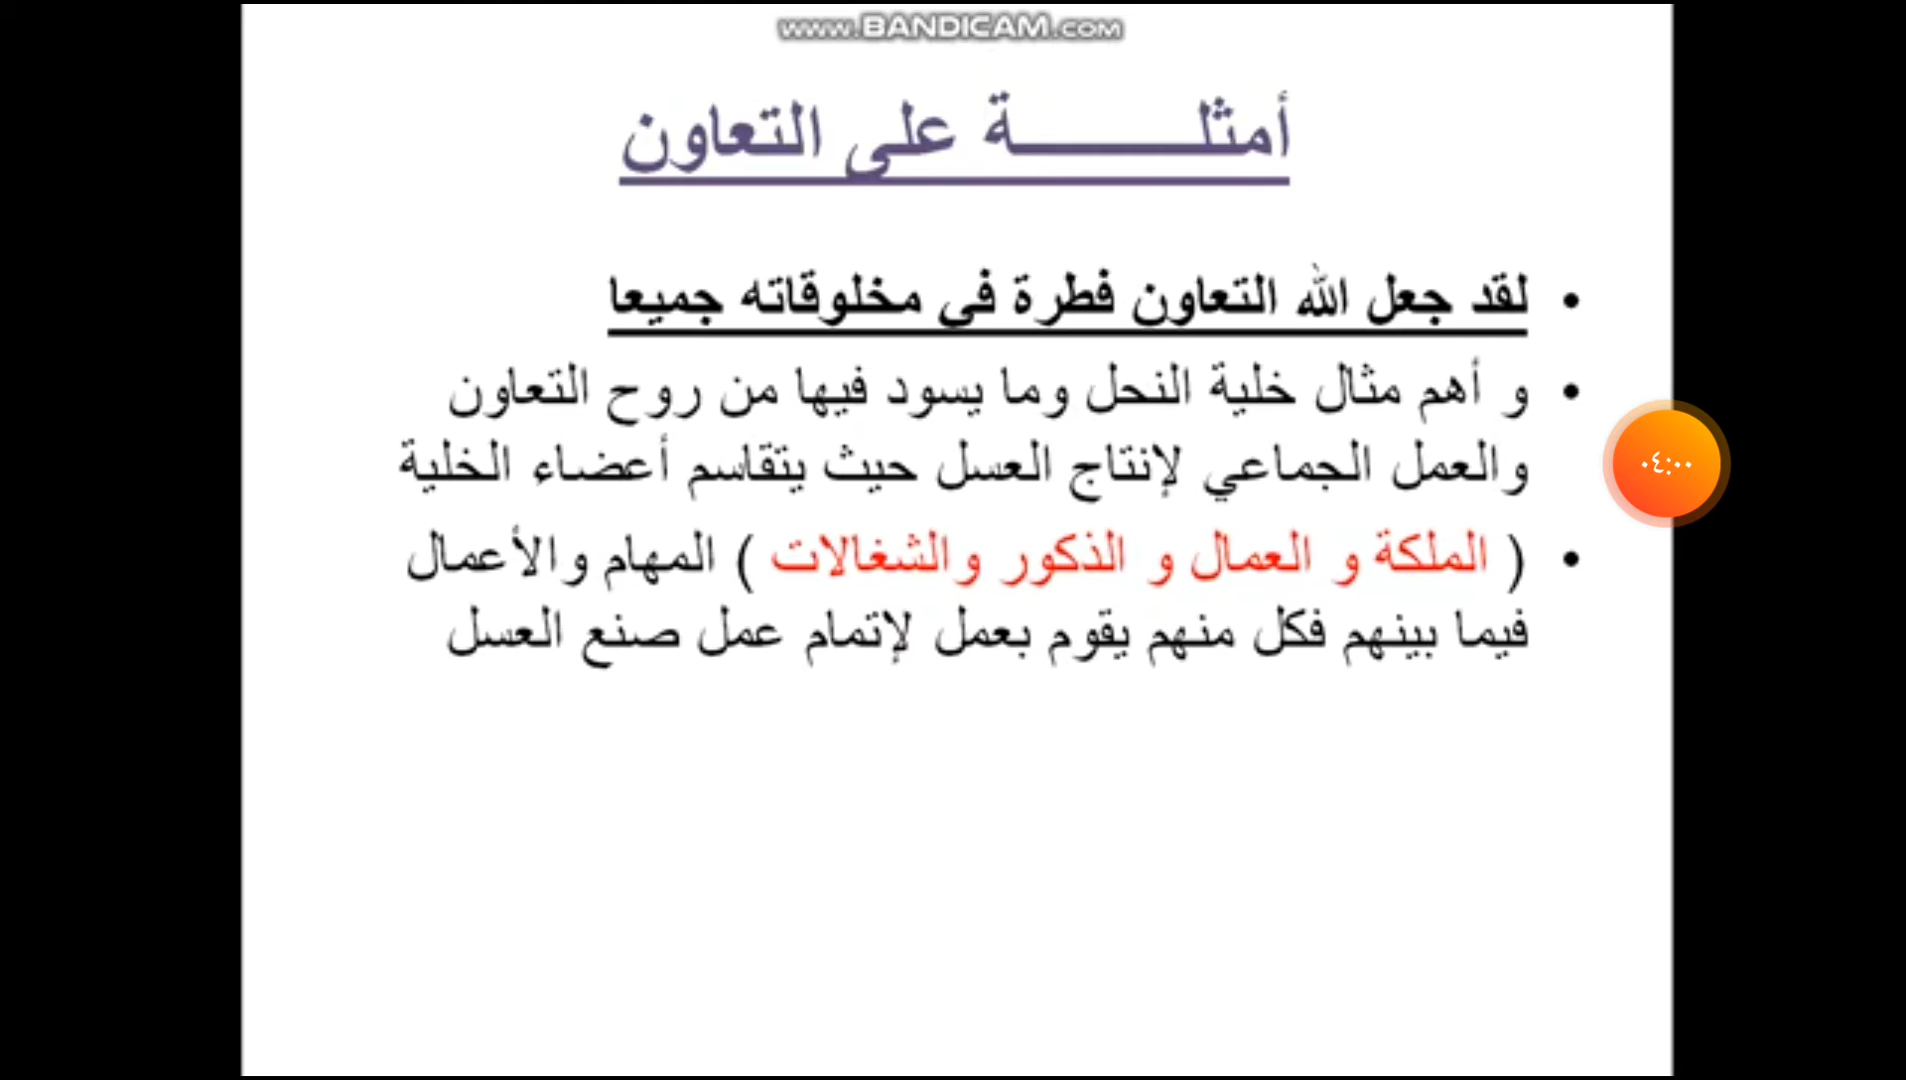 www.BANDICAM.com
أمثلـــــــــة على التعاون
• لقد جعل الله التعاون فطرة في مخلوقاته جميعا
• و أهم مثال خلية النحل وما يسود فيها من روح التعاون
والعمل الجماعي لإنتاج العسل حيث يتقاسم أعضاء الخلية
• ( الملكة و العمال و الذكور والشغالات ) المهام والأعمال
فيما بينهم فكل منهم يقوم بعمل لإتمام عمل صنع العسل
٠٤:٠٠